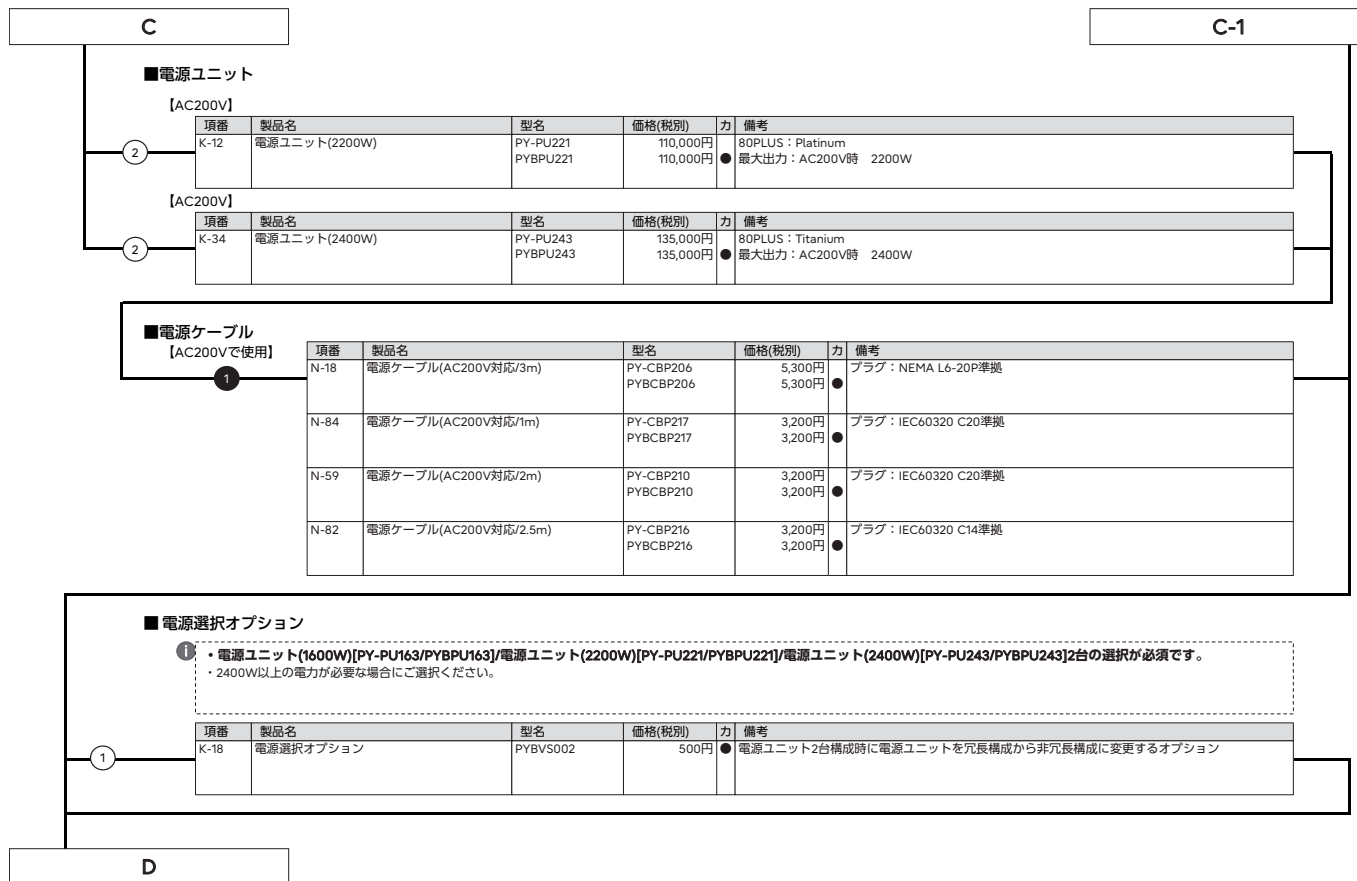 C
C-1
■電源ユニット
【AC200V】
項番 製品名 型名 価格(税別) カ 備考
② K-12 電源ユニット(2200W) PY-PU221 110,000円 80PLUS：Platinum
PYBPU221 110,000円 ● 最大出力：AC200V時　2200W
【AC200V】
項番 製品名 型名 価格(税別) カ 備考
② K-34 電源ユニット(2400W) PY-PU243 135,000円 80PLUS：Titanium
PYBPU243 135,000円 ● 最大出力：AC200V時　2400W
■電源ケーブル
【AC200Vで使用】
項番 製品名 型名 価格(税別) カ 備考
❶ N-18 電源ケーブル(AC200V対応/3m) PY-CBP206 5,300円 プラグ：NEMA L6-20P準拠
PYBCBP206 5,300円 ●
N-84 電源ケーブル(AC200V対応/1m) PY-CBP217 3,200円 プラグ：IEC60320 C20準拠
PYBCBP217 3,200円 ●
N-59 電源ケーブル(AC200V対応/2m) PY-CBP210 3,200円 プラグ：IEC60320 C20準拠
PYBCBP210 3,200円 ●
N-82 電源ケーブル(AC200V対応/2.5m) PY-CBP216 3,200円 プラグ：IEC60320 C14準拠
PYBCBP216 3,200円 ●
■ 電源選択オプション
i ・電源ユニット(1600W)[PY-PU163/PYBPU163]/電源ユニット(2200W)[PY-PU221/PYBPU221]/電源ユニット(2400W)[PY-PU243/PYBPU243]2台の選択が必須です。
・2400W以上の電力が必要な場合にご選択ください。
項番 製品名 型名 価格(税別) カ 備考
① K-18 電源選択オプション PYBVS002 500円 ● 電源ユニット2台構成時に電源ユニットを冗長構成から非冗長構成に変更するオプション
D